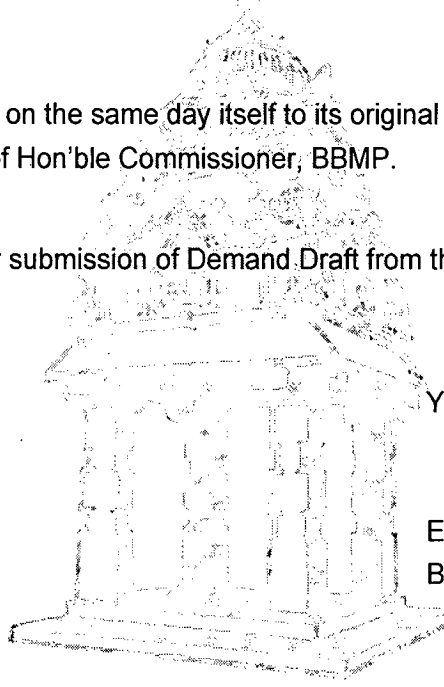 on the same day itself to its original
of Hon'ble Commissioner, BBMP.
submission of Demand Draft from th
Y
E
B